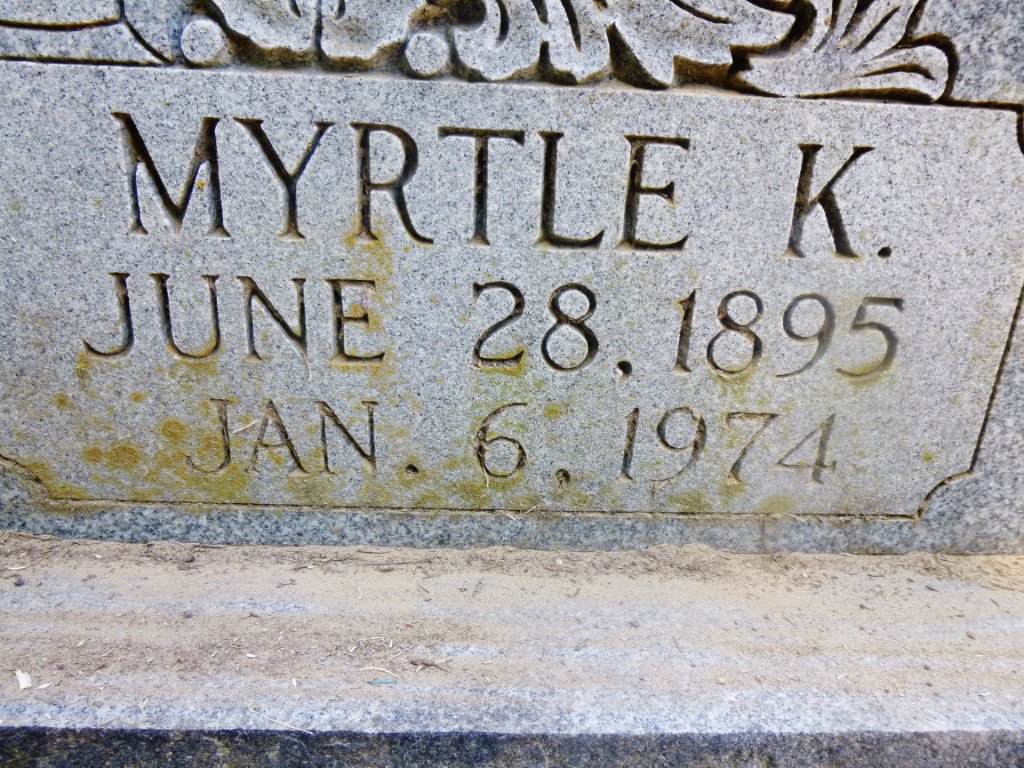 MYRTLE K.
JUNE 28, 1895
JAN. 6, 1974